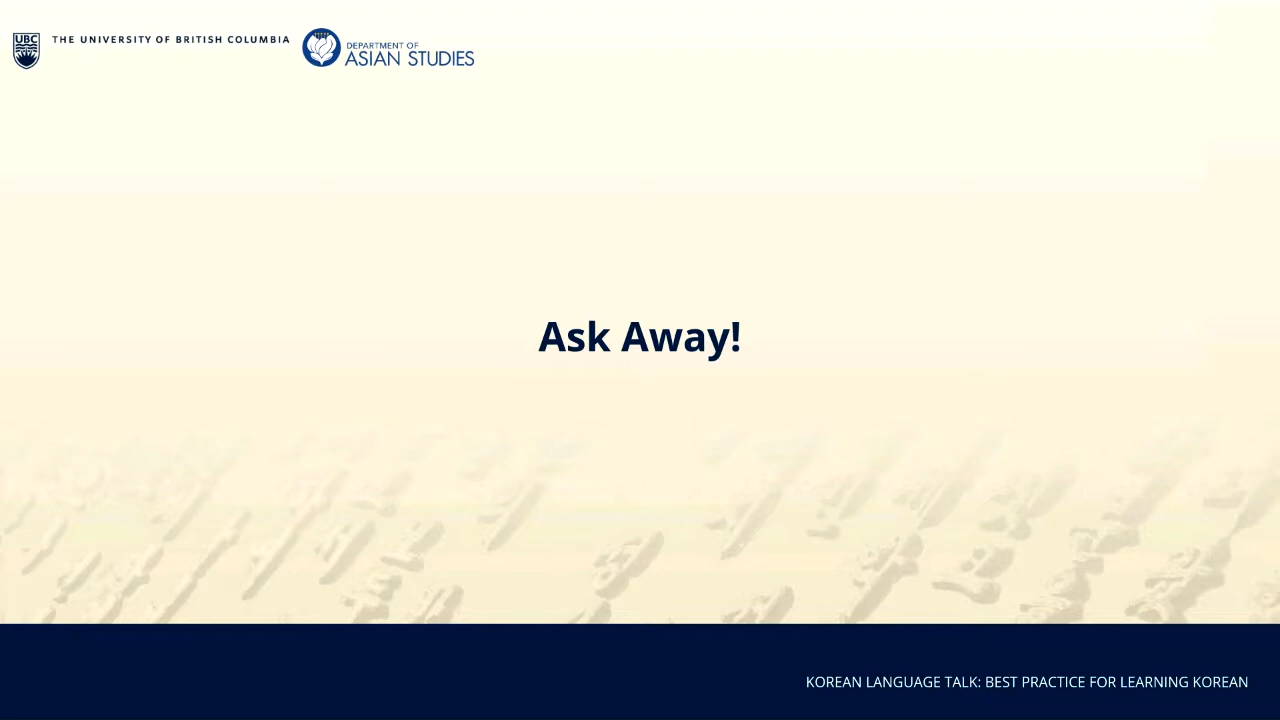 UBC
THE UNIVERSITY OF BRITISH COLUMBIA
DEPARTMENT OF
ASIAN STUDIES
Ask Away!
KOREAN LANGUAGE TALK: BEST PRACTICE FOR LEARNING KOREAN